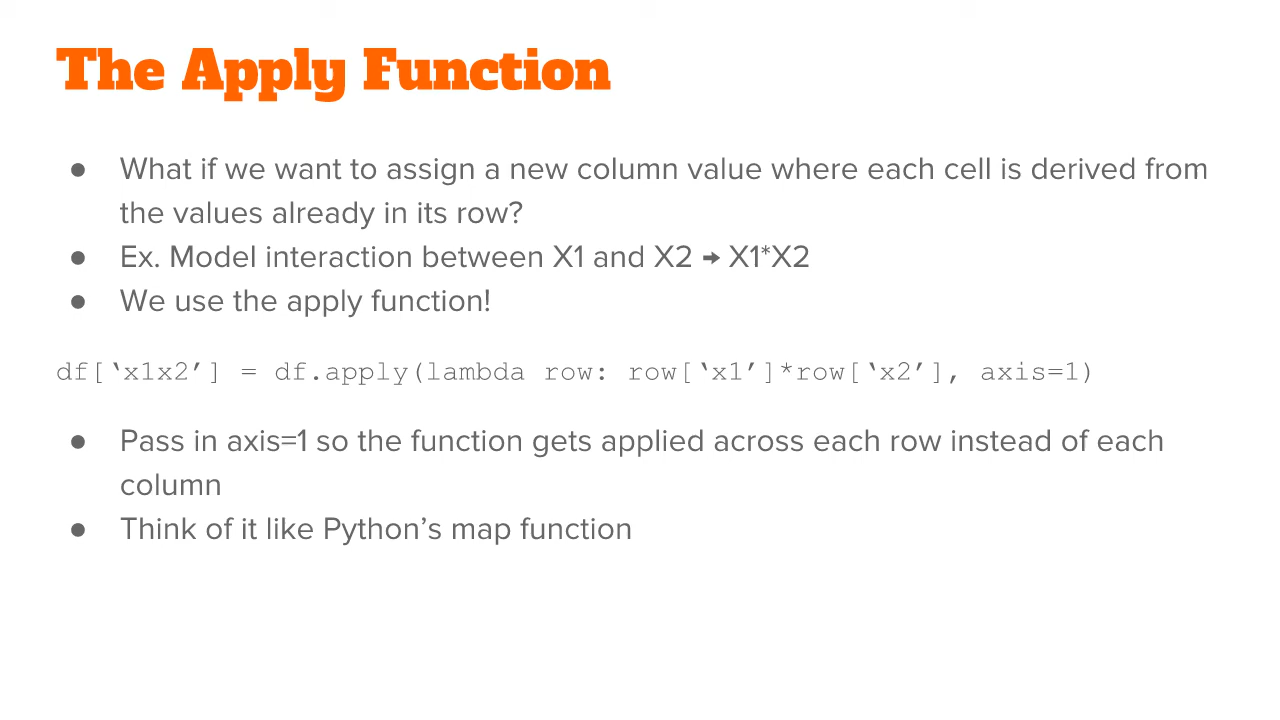 The Apply Function
● What if we want to assign a new column value where each cell is derived from
the values already in its row?
● Ex. Model interaction between X1 and X2 → X1*X2
● We use the apply function!
df[‘x1x2’] = df.apply(lambda row: row[‘x1’]*row[‘x2’], axis=1)
● Pass in axis=1 so the function gets applied across each row instead of each
column
● Think of it like Python’s map function